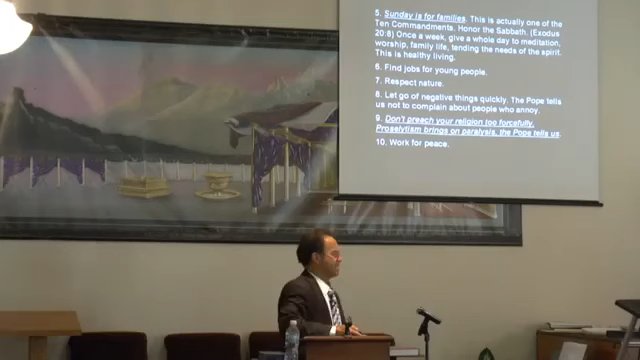 5. Sunday is for families. This is actually one of the
Ten Commandments. Honor the Sabbath. (Exodus
20:8) Once a week, give a whole day to meditation,
worship, family life, tending the needs of the spirit.
This is healthy living.
6. Find jobs for young people.
7. Respect nature.
8. Let go of negative things quickly. The Pope tells
us not to complain about people who annoy.
9. Don't preach your religion too forcefully.
Proselytism brings on paralysis, the Pope tells us.
10. Work for peace.